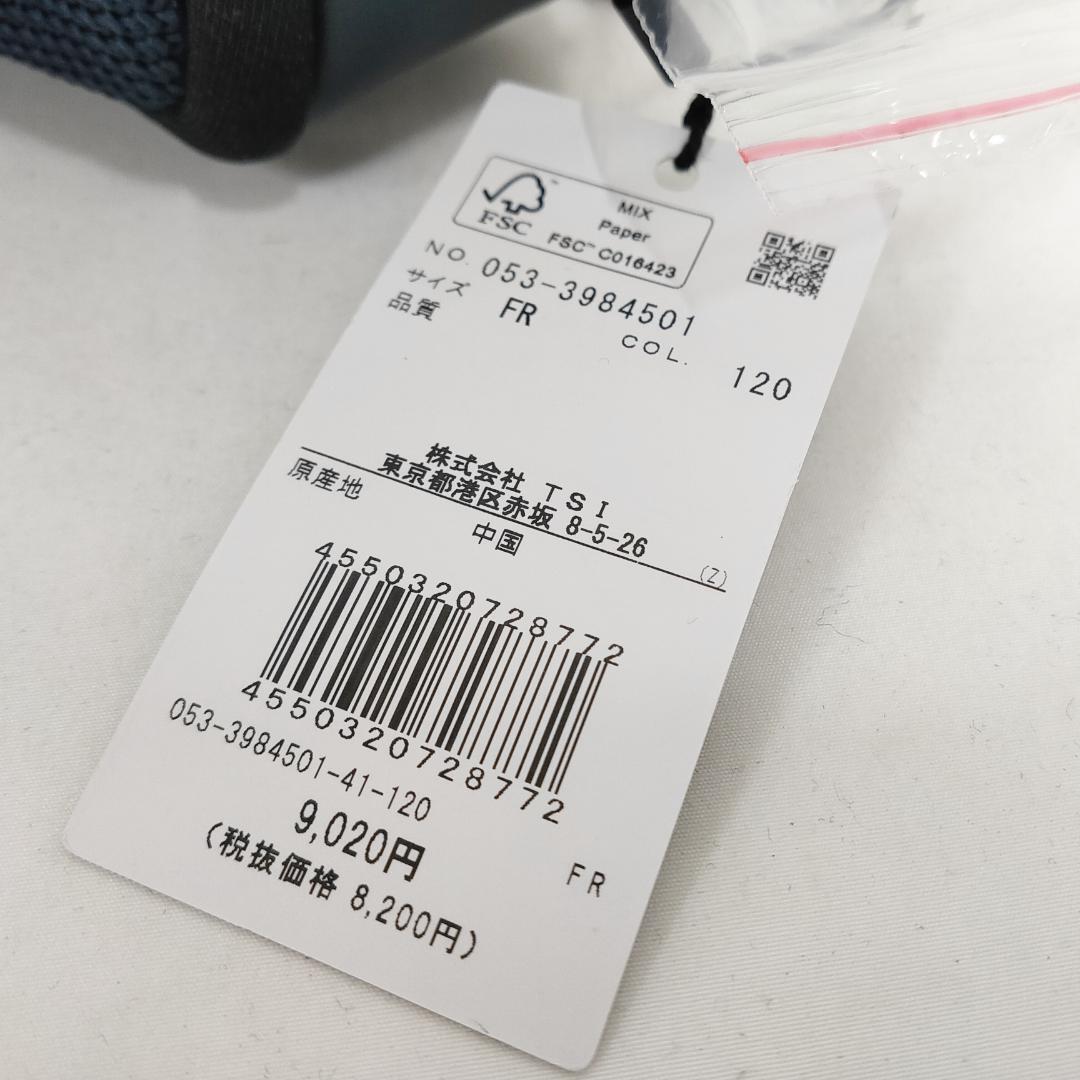 FSC™
MIX
Paper
FSC™ C016423
NO. 053-3984501
サイズ FR
品質
COL. 120
株式会社 TSI
東京都港区赤坂 8-5-26
原産地
中国
(Z)
4550320728772
4550320728772
053-3984501-41-120
9,020円
FR
(税抜価格 8,200円)